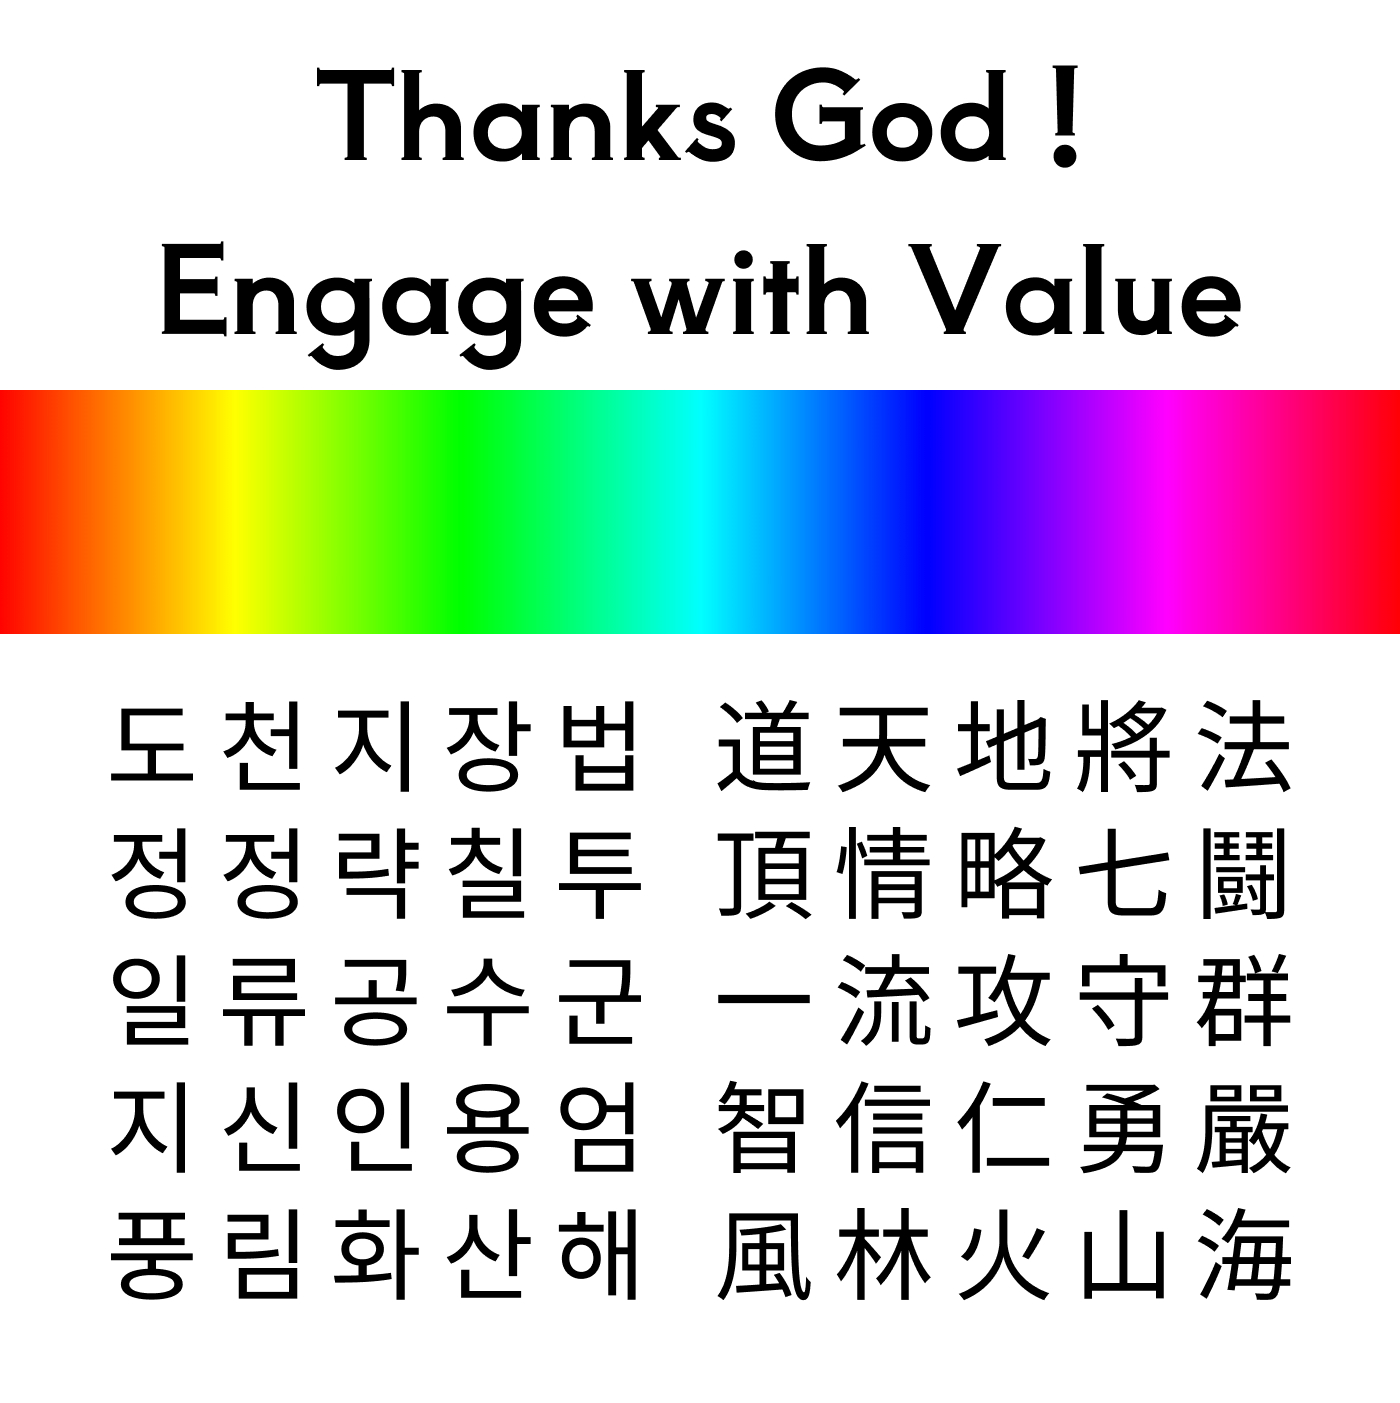 Thanks God !
Engage with Value
도천지장법 道天地將法
정정략칠투 頂情略七鬪
일류공수군 一流攻守群
지신인용엄 智信仁勇嚴
풍림화산해 風林火山海